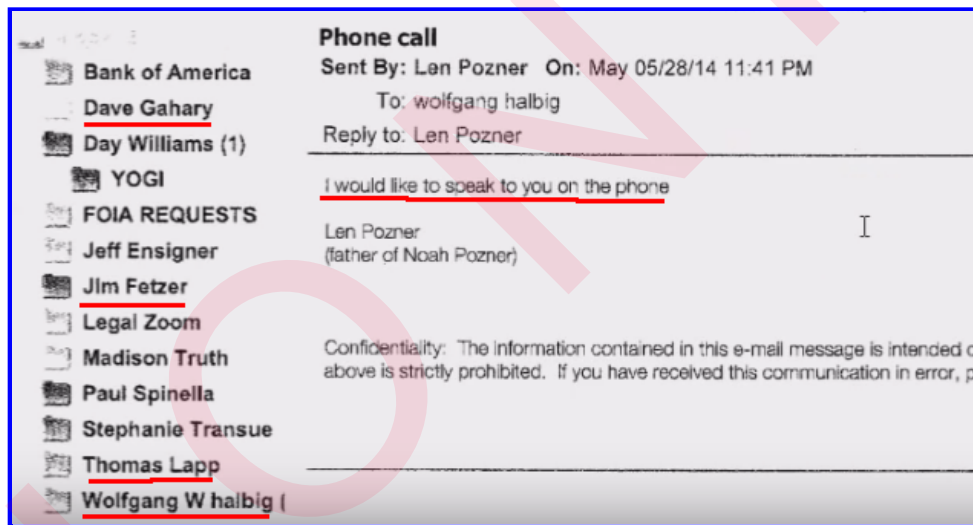 Bank of America
Dave Gahary
Day Williams (1)
YOGI
FOIA REQUESTS
Jeff Ensigner
Jim Fetzer
Legal Zoom
Madison Truth
Paul Spinella
Stephanie Transue
Thomas Lapp
Wolfgang W halbig (
Phone call
Sent By: Len Pozner On: May 05/28/14 11:41 PM
To: wolfgang halbig
Reply to: Len Pozner
I would like to speak to you on the phone
Len Pozner
(father of Noah Pozner)
Confidentiality: The information contained in this e-mail message is intended
above is strictly prohibited. If you have received this communication in error,